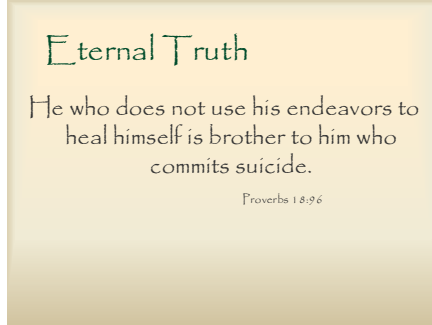 Eternal Truth
He who does not use his endeavors to
heal himself is brother to him who
commits suicide.
Proverbs 18:96